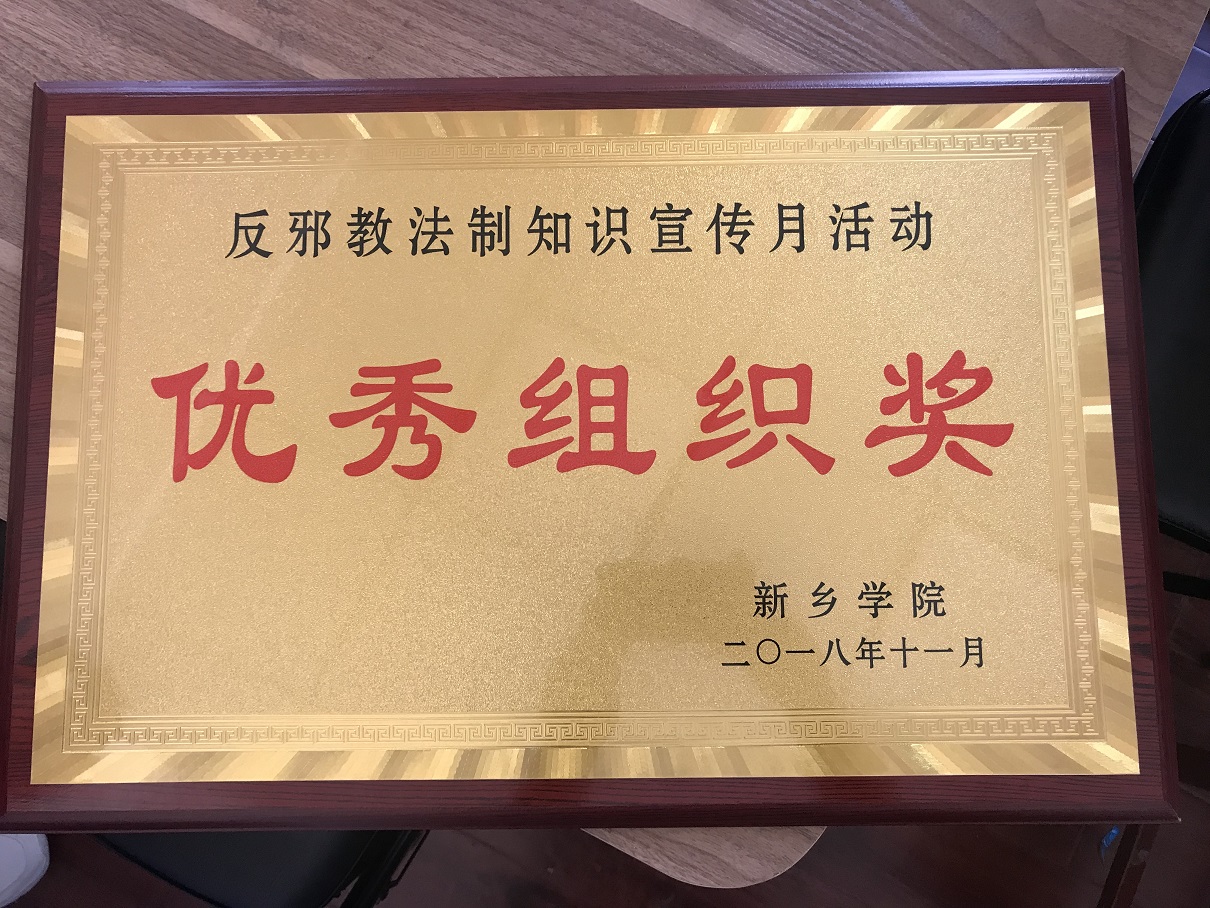 反邪教法制知识宣传月活动
优秀组织奖
新乡学院
二〇一八年十一月